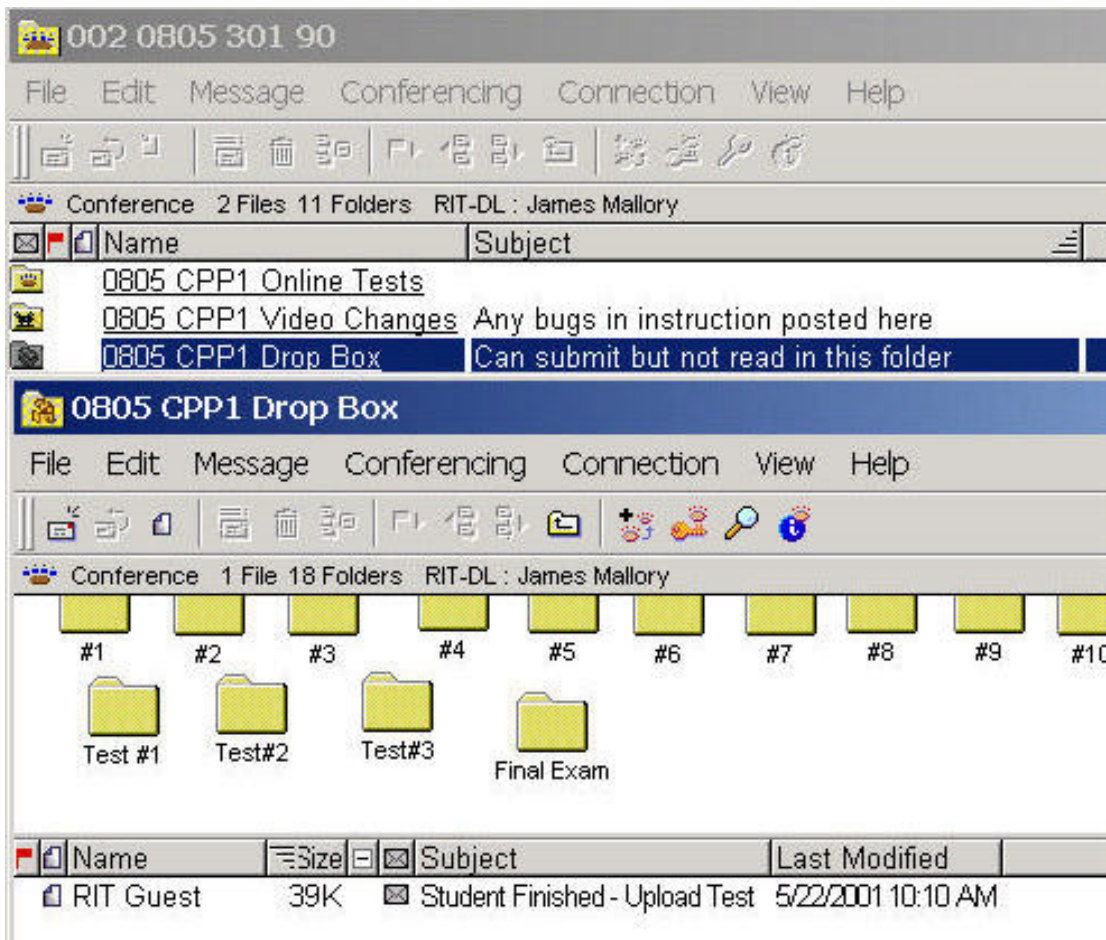 002 0805 301 90
File Edit Message Conferencing Connection View Help
Conference 2 Files 11 Folders RIT-DL : James Mallory
Name Subject
0805 CPP1 Online Tests
0805 CPP1 Video Changes Any bugs in instruction posted here
0805 CPP1 Drop Box Can submit but not read in this folder
0805 CPP1 Drop Box
File Edit Message Conferencing Connection View Help
Conference 1 File 18 Folders RIT-DL : James Mallory
#1 #2 #3 #4 #5 #6 #7 #8 #9 #10
Test #1 Test#2 Test#3 Final Exam
Name Size Subject Last Modified
RIT Guest 39K Student Finished - Upload Test 5/22/2001 10:10 AM